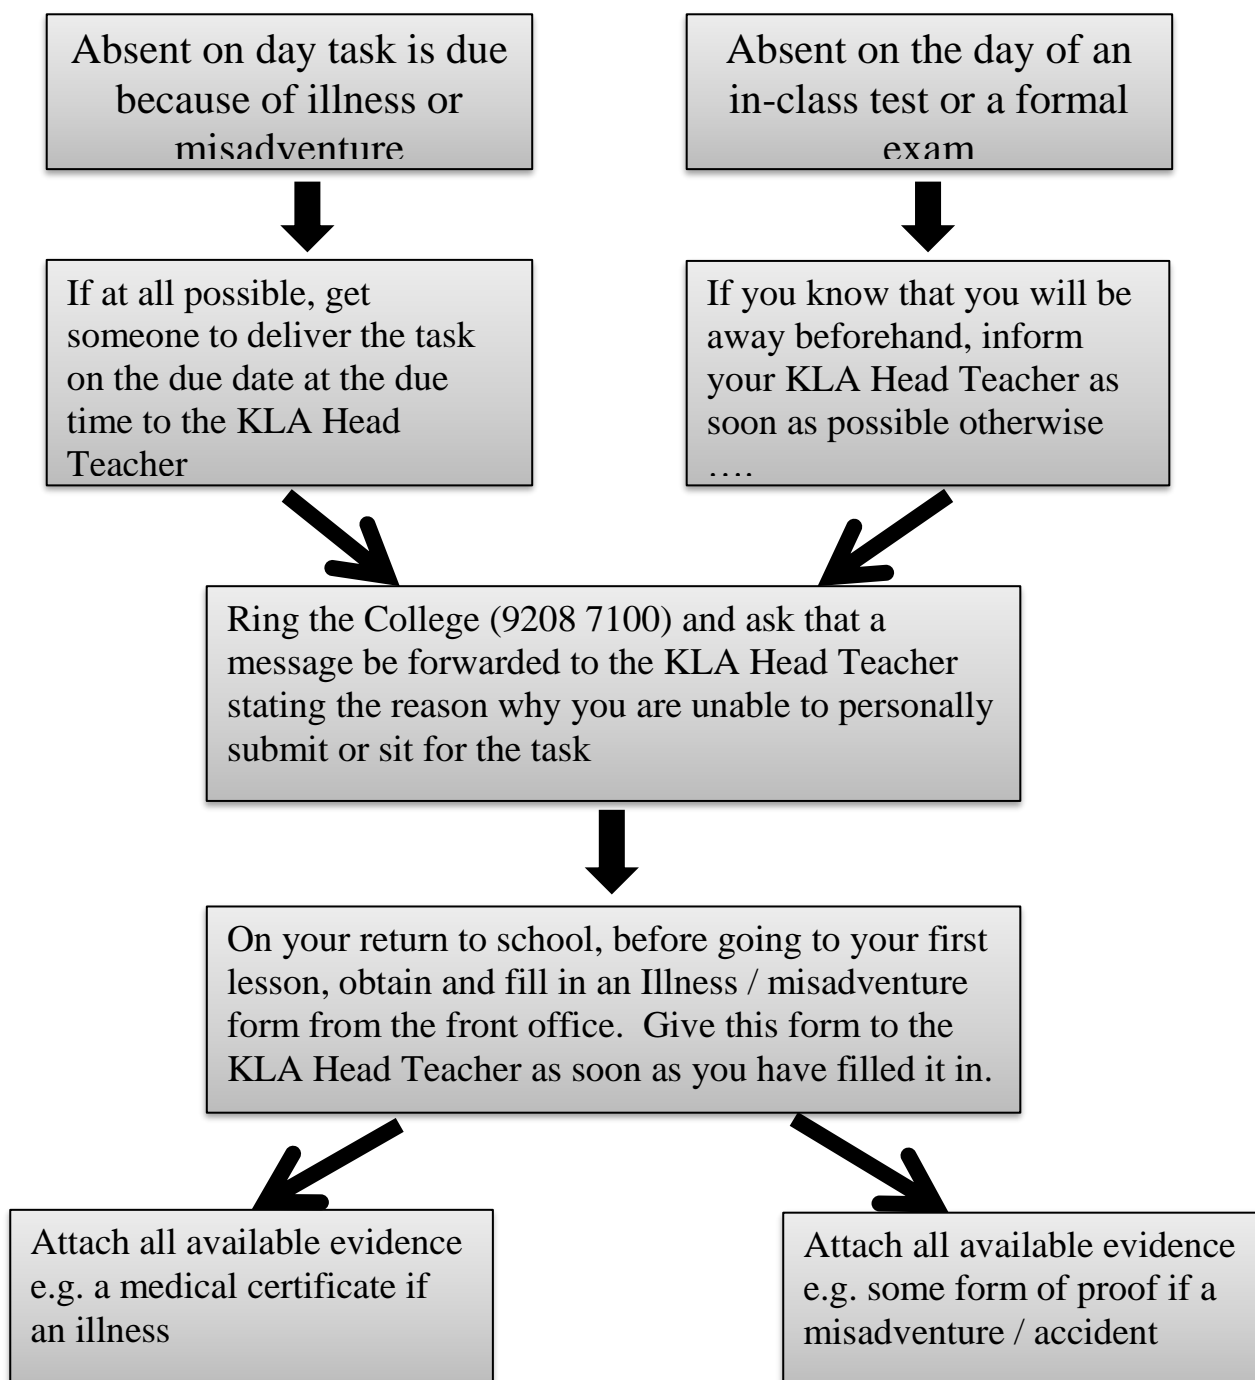 Absent on day task is due
because of illness or
misadventure
Absent on the day of an
in-class test or a formal
exam
If at all possible, get
someone to deliver the task
on the due date at the due
time to the KLA Head
Teacher
If you know that you will be
away beforehand, inform
your KLA Head Teacher as
soon as possible otherwise
….
Ring the College (9208 7100) and ask that a
message be forwarded to the KLA Head Teacher
stating the reason why you are unable to personally
submit or sit for the task
On your return to school, before going to your first
lesson, obtain and fill in an Illness / misadventure
form from the front office.  Give this form to the
KLA Head Teacher as soon as you have filled it in.
Attach all available evidence
e.g. a medical certificate if
an illness
Attach all available evidence
e.g. some form of proof if a
misadventure / accident